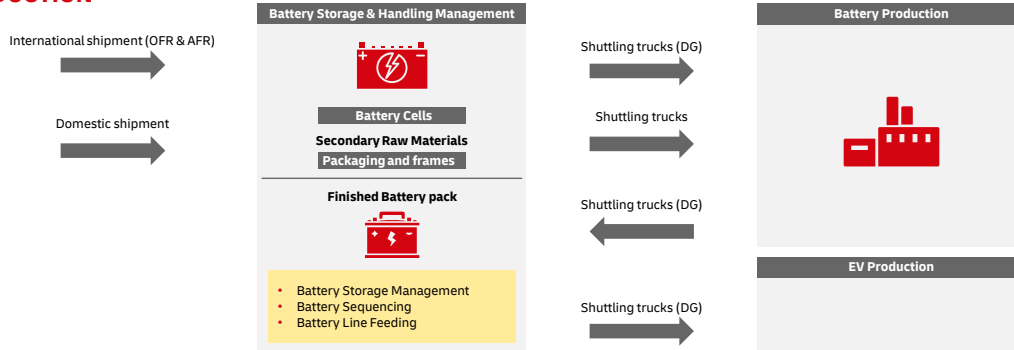 International shipment (OFR & AFR)
Domestic shipment
Battery Storage & Handling Management
Battery Cells
Secondary Raw Materials
Packaging and frames
Finished Battery pack
• Battery Storage Management
• Battery Sequencing
• Battery Line Feeding
Shuttling trucks (DG)
Shuttling trucks
Shuttling trucks (DG)
Shuttling trucks (DG)
Battery Production
EV Production